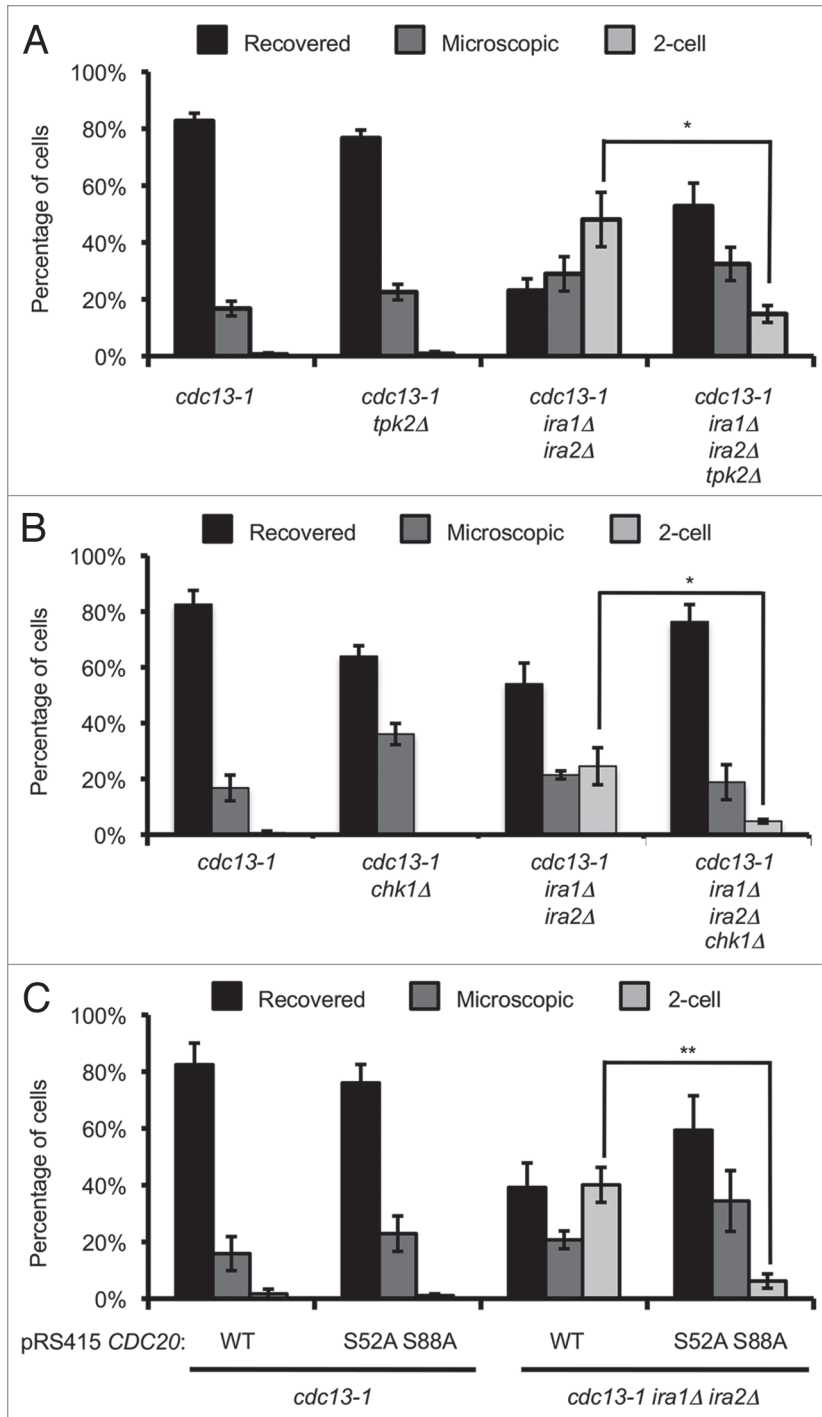 A
Recovered Microscopic 2-cell
100%
80%
60%
40%
20%
0%
Percentage of cells
*
cdc13-1 cdc13-1 cdc13-1 cdc13-1
tpk2Δ ira1Δ ira1Δ
ira2Δ ira2Δ
tpk2Δ
B
Recovered Microscopic 2-cell
100%
80%
60%
40%
20%
0%
Percentage of cells
*
cdc13-1 cdc13-1 cdc13-1 cdc13-1
chk1Δ ira1Δ ira1Δ
ira2Δ ira2Δ
chk1Δ
C
Recovered Microscopic 2-cell
100%
80%
60%
40%
20%
0%
Percentage of cells
**
pRS415 CDC20: WT S52A S88A WT S52A S88A
cdc13-1 cdc13-1 ira1Δ ira2Δ